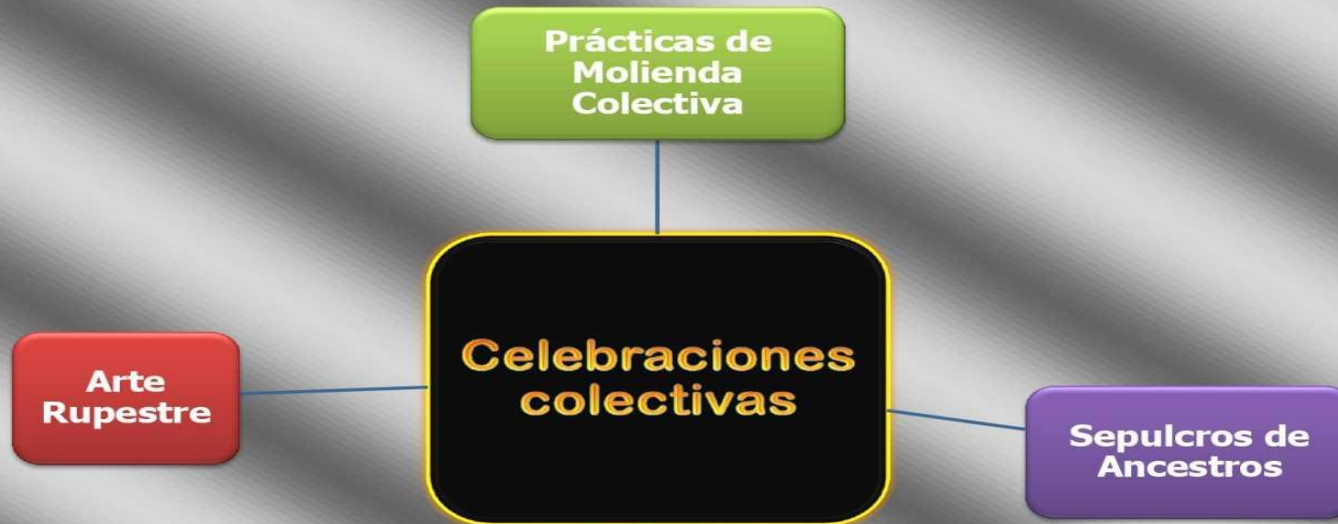 Prácticas de
Molienda
Colectiva
Celebraciones
colectivas
Arte
Rupestre
Sepulcros de
Ancestros